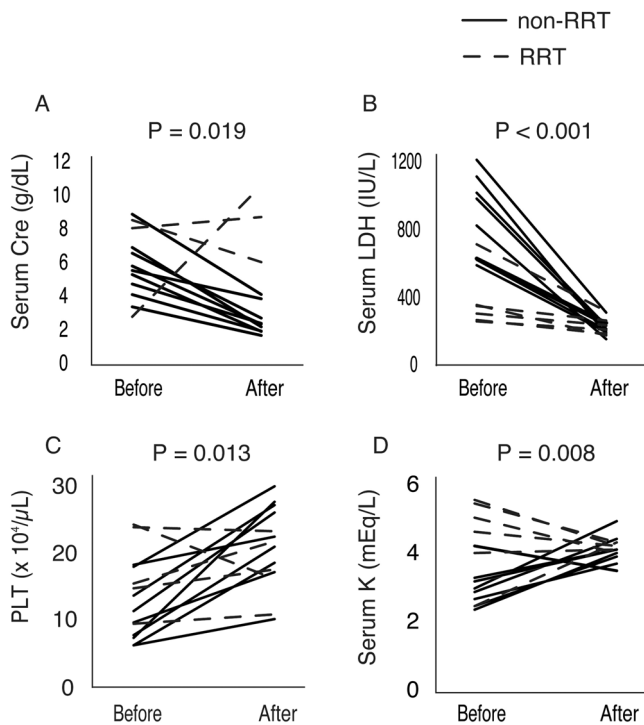 non-RRT
RRT
A
P = 0.019
Serum Cre (g/dL)
12
10
8
6
4
2
0
Before
After
B
P < 0.001
Serum LDH (IU/L)
1200
800
400
0
Before
After
C
P = 0.013
PLT (x 10⁴/μL)
30
20
10
0
Before
After
D
P = 0.008
Serum K (mEq/L)
6
4
2
0
Before
After